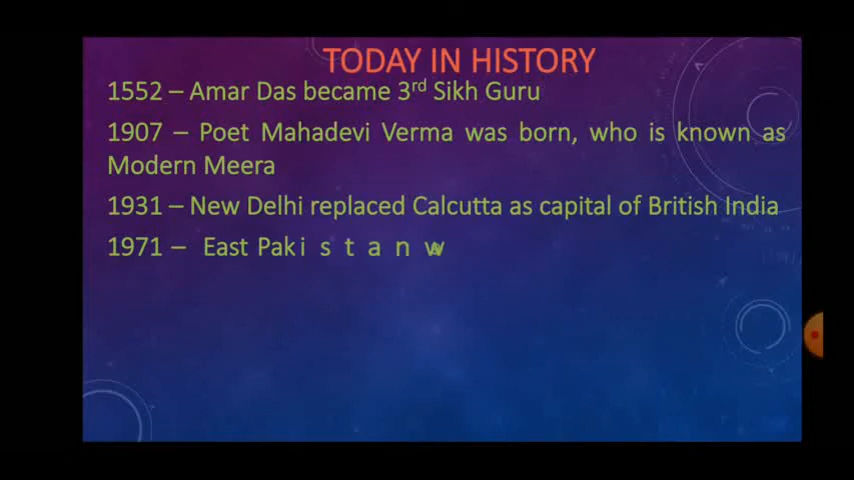 TODAY IN HISTORY
1552 – Amar Das became 3rd Sikh Guru
1907 – Poet Mahadevi Verma was born, who is known as
Modern Meera
1931 – New Delhi replaced Calcutta as capital of British India
1971 – East Pakistan